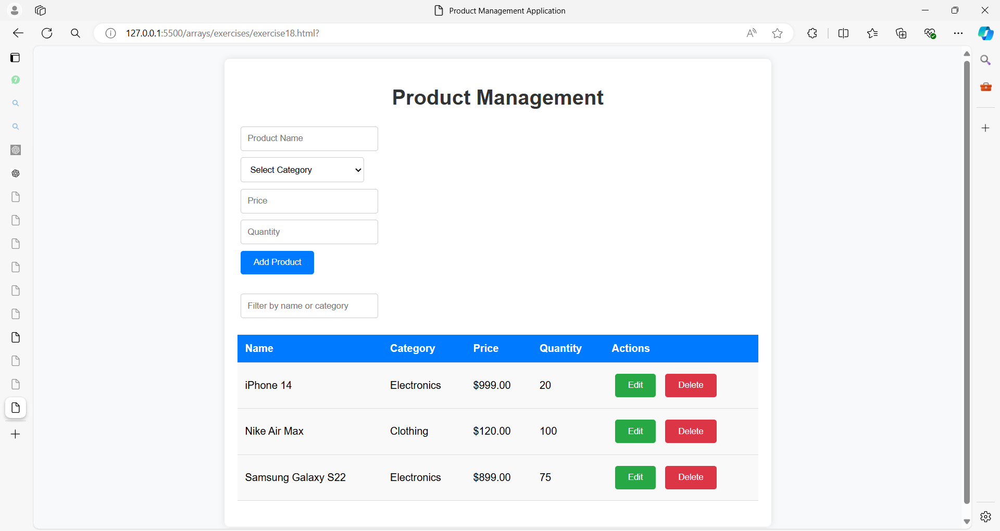 Product Management Application
127.0.0.1:5500/arrays/exercises/exercise18.html?
7
Product Management
Product Name
Select Category
Price
Quantity
Add Product
Filter by name or category
Name Category Price Quantity Actions
iPhone 14 Electronics $999.00 20 Edit Delete
Nike Air Max Clothing $120.00 100 Edit Delete
Samsung Galaxy S22 Electronics $899.00 75 Edit Delete